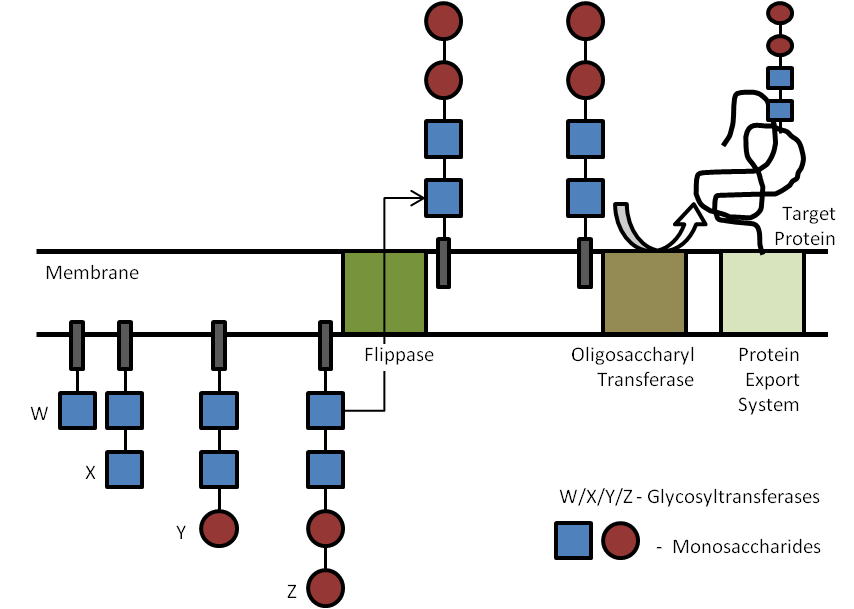 Target
Protein
Membrane
Flippase
Oligosaccharyl
Transferase
Protein
Export
System
W
X
Y
Z
W/X/Y/Z - Glycosyltransferases
- Monosaccharides